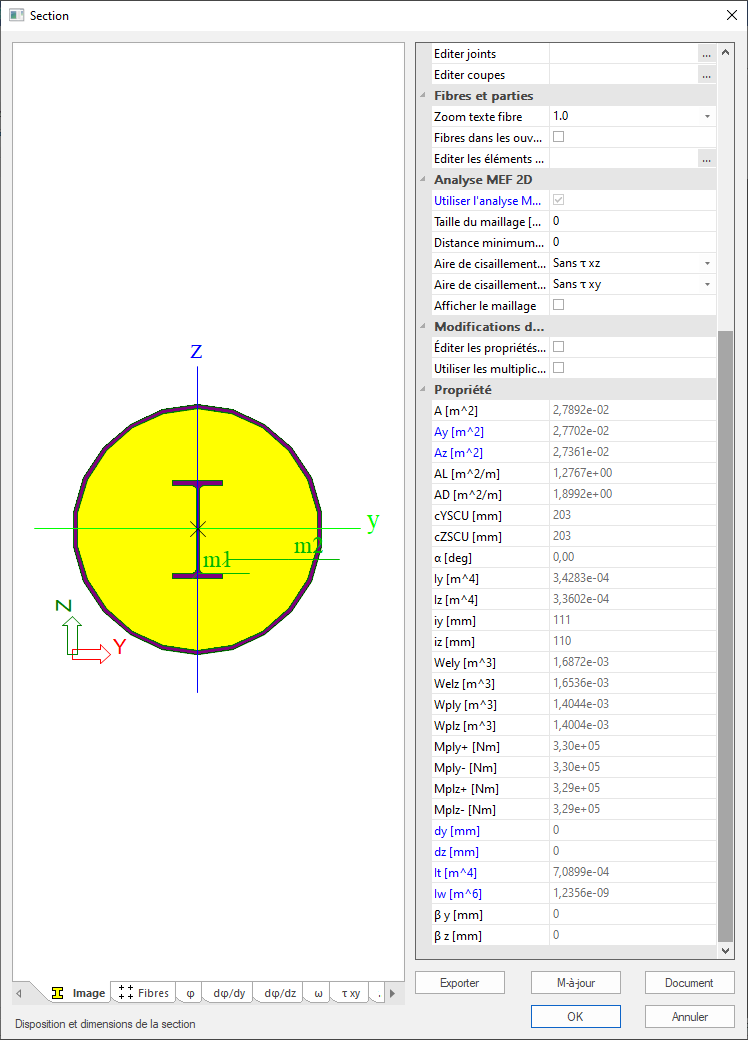 Section
z
y
m1
m2
Z
Y
Image
Fibres
φ
dφ/dy
dφ/dz
ω
τ xy
.
Disposition et dimensions de la section
Editer joints ...
Editer coupes ...
Fibres et parties
Zoom texte fibre 1.0
Fibres dans les ouv...
Editer les éléments ... ...
Analyse MEF 2D
Utiliser l'analyse M...
Taille du maillage [... 0
Distance minimum... 0
Aire de cisaillement... Sans τ xz
Aire de cisaillement... Sans τ xy
Afficher le maillage
Modifications d...
Éditer les propriétés...
Utiliser les multiplic...
Propriété
A [m^2] 2,7892e-02
Ay [m^2] 2,7702e-02
Az [m^2] 2,7361e-02
AL [m^2/m] 1,2767e+00
AD [m^2/m] 1,8992e+00
cYSCU [mm] 203
cZSCU [mm] 203
α [deg] 0,00
Iy [m^4] 3,4283e-04
Iz [m^4] 3,3602e-04
iy [mm] 111
iz [mm] 110
Wely [m^3] 1,6872e-03
Welz [m^3] 1,6536e-03
Wply [m^3] 1,4044e-03
Wplz [m^3] 1,4004e-03
Mply+ [Nm] 3,30e+05
Mply- [Nm] 3,30e+05
Mplz+ [Nm] 3,29e+05
Mplz- [Nm] 3,29e+05
dy [mm] 0
dz [mm] 0
It [m^4] 7,0899e-04
Iw [m^6] 1,2356e-09
β y [mm] 0
β z [mm] 0
Exporter
M-à-jour
Document
OK
Annuler